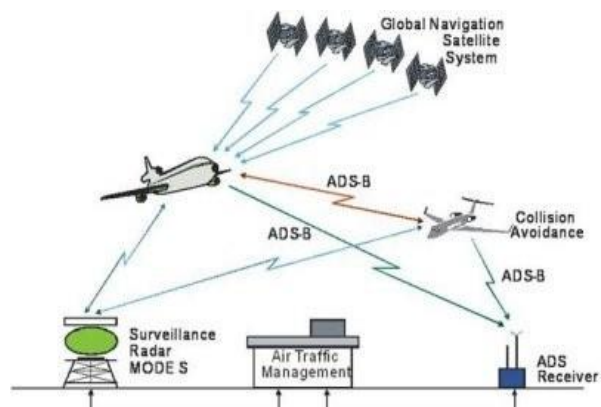 Global Navigation
Satellite
System
ADS-B
ADS-B
Collision
Avoidance
ADS-B
Surveillance
Radar
MODE S
Air Traffic
Management
ADS
Receiver